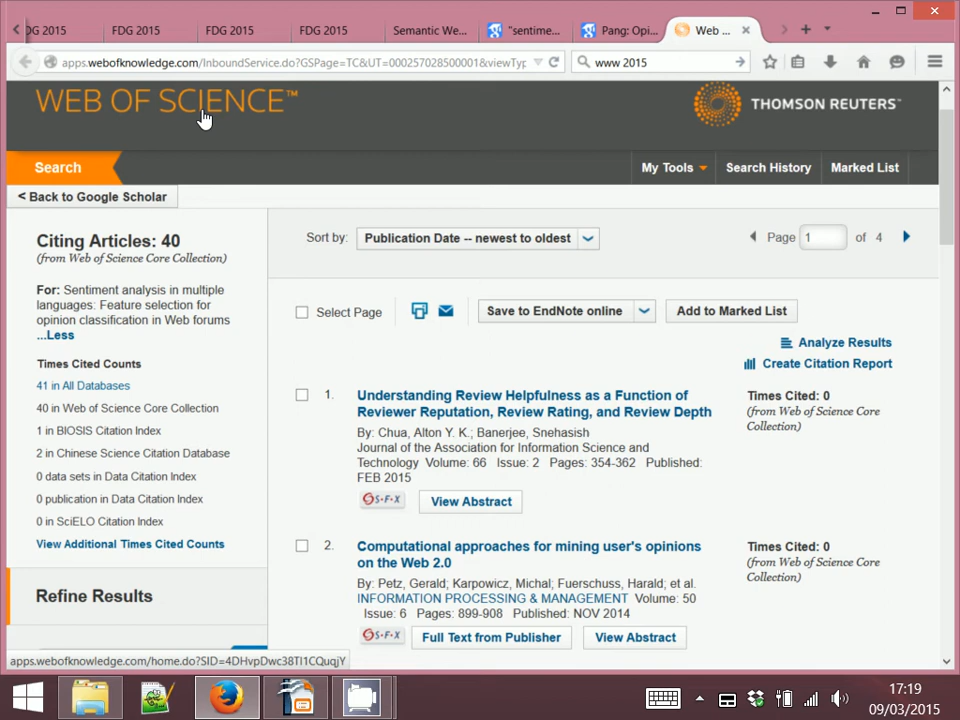 DG 2015
FDG 2015
FDG 2015
FDG 2015
Semantic We...
"sentime...
Pang: Opi...
Web ...
apps.webofknowledge.com/InboundService.do?GSPage=TC&UT=000257028500001&viewTyp
www 2015
WEB OF SCIENCE™
THOMSON REUTERS™
Search
My Tools
Search History
Marked List
< Back to Google Scholar
Citing Articles: 40
(from Web of Science Core Collection)
For: Sentiment analysis in multiple
languages: Feature selection for
opinion classification in Web forums
...Less
Times Cited Counts
41 in All Databases
40 in Web of Science Core Collection
1 in BIOSIS Citation Index
2 in Chinese Science Citation Database
0 data sets in Data Citation Index
0 publication in Data Citation Index
0 in SciELO Citation Index
View Additional Times Cited Counts
Refine Results
Sort by: Publication Date -- newest to oldest
Page 1 of 4
Select Page
Save to EndNote online
Add to Marked List
Analyze Results
Create Citation Report
1. Understanding Review Helpfulness as a Function of
Reviewer Reputation, Review Rating, and Review Depth
By: Chua, Alton Y. K.; Banerjee, Snehasish
Journal of the Association for Information Science and
Technology Volume: 66 Issue: 2 Pages: 354-362 Published:
FEB 2015
S·F·X
View Abstract
Times Cited: 0
(from Web of Science Core
Collection)
2. Computational approaches for mining user's opinions
on the Web 2.0
By: Petz, Gerald; Karpowicz, Michal; Fuerschuss, Harald; et al.
INFORMATION PROCESSING & MANAGEMENT Volume: 50
Issue: 6 Pages: 899-908 Published: NOV 2014
S·F·X
Full Text from Publisher
View Abstract
Times Cited: 0
(from Web of Science Core
Collection)
apps.webofknowledge.com/home.do?SID=4DHvpDwc38TI1CQuqjY
17:19
09/03/2015